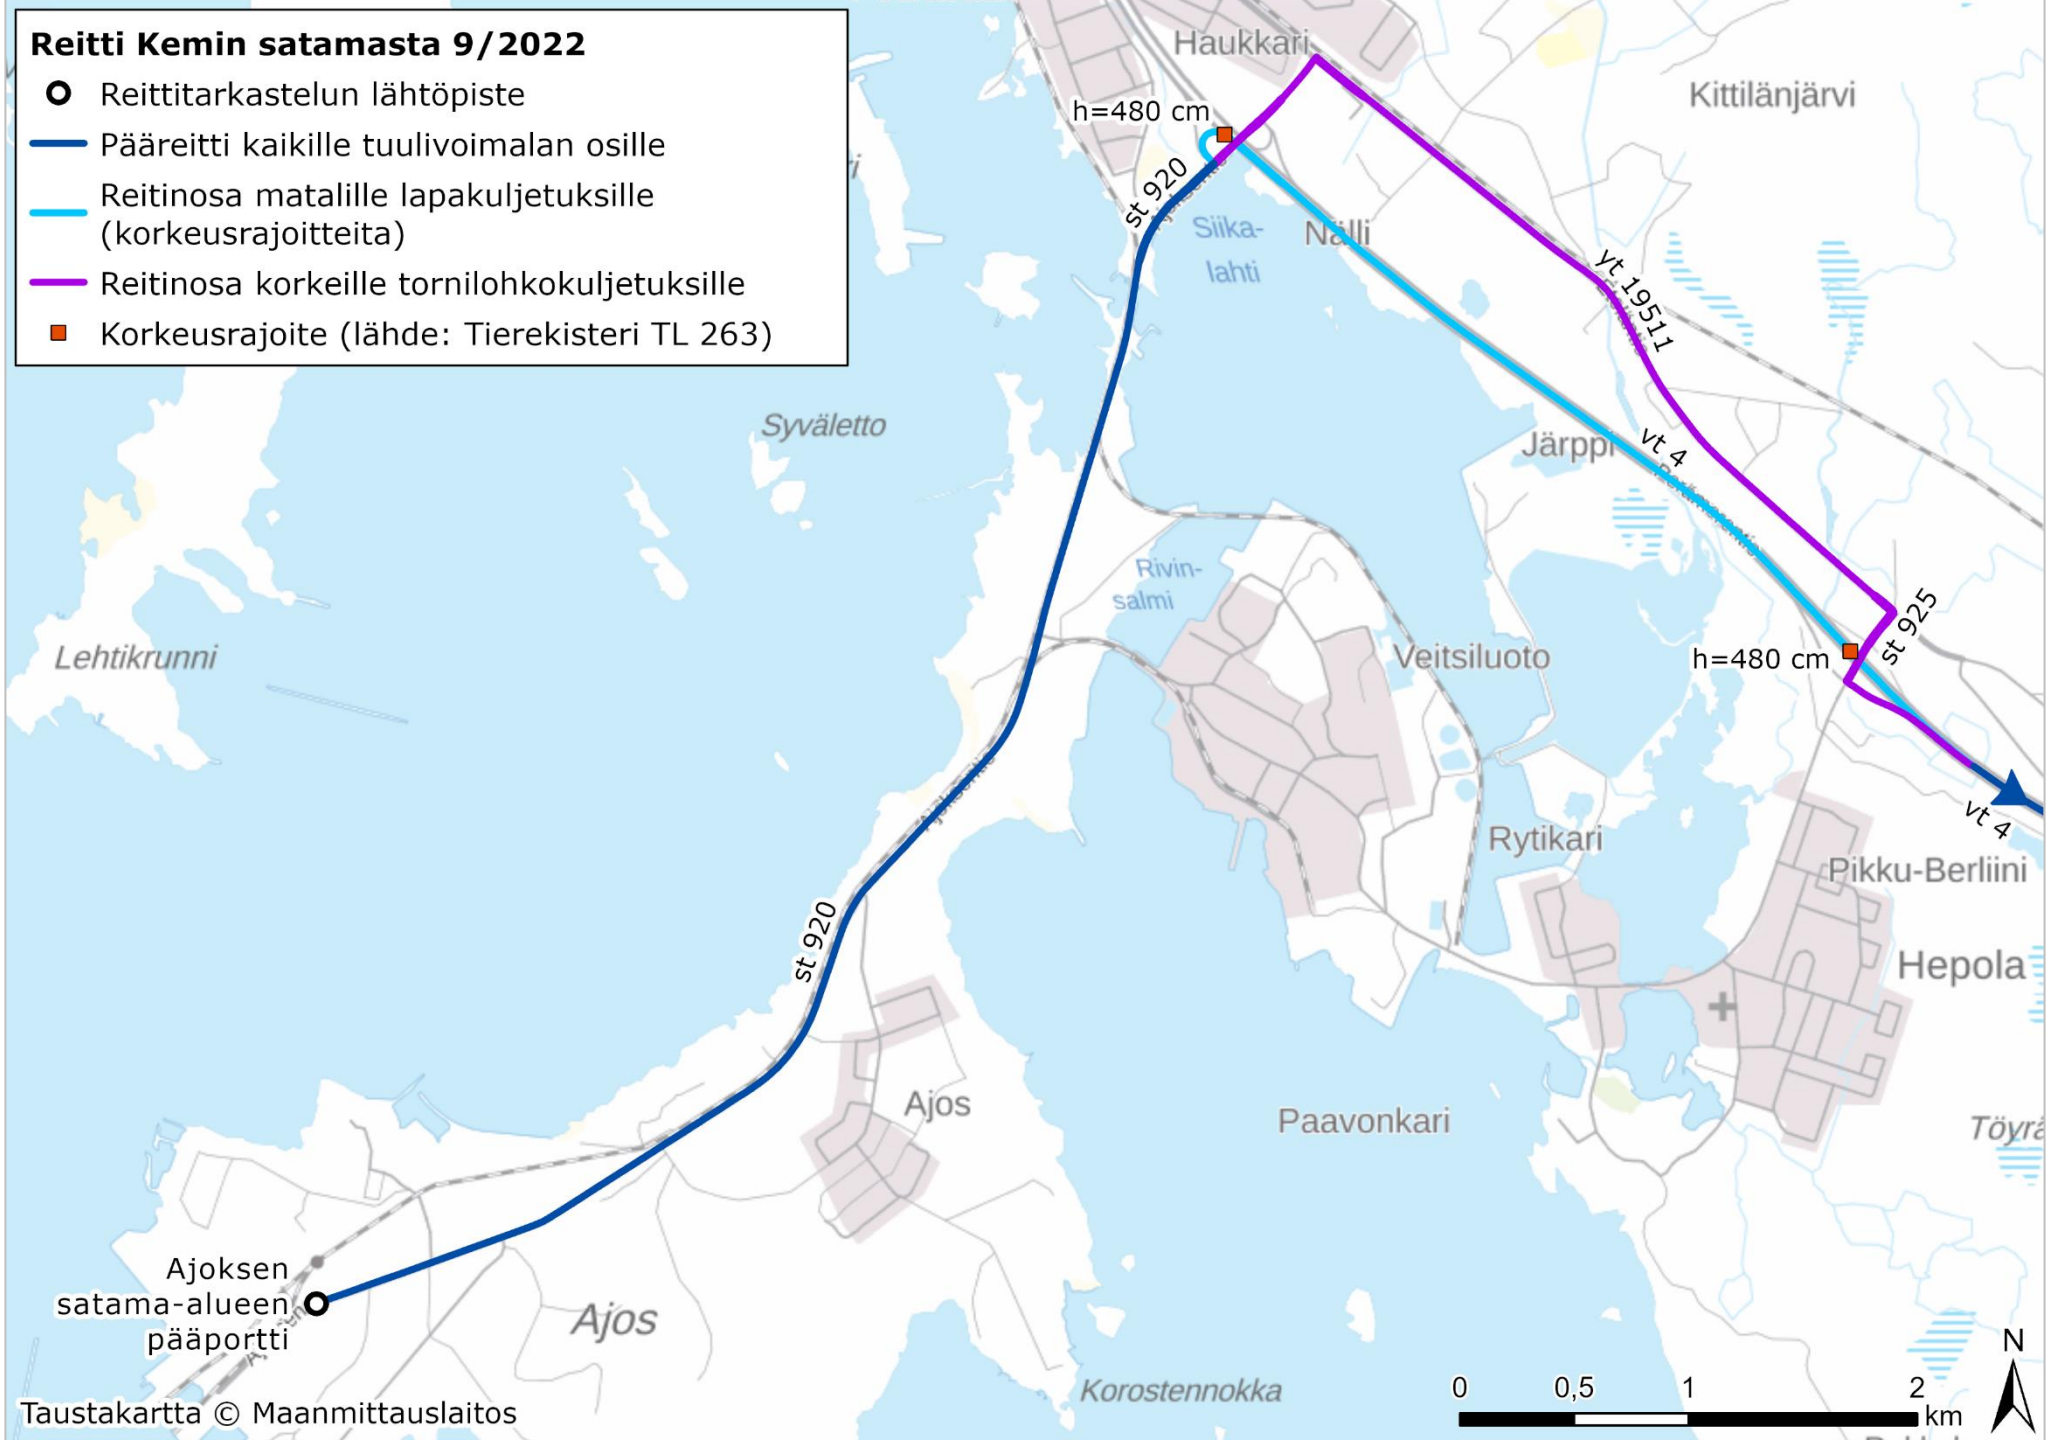 Reitti Kemin satamasta 9/2022
Reittitarkastelun lähtöpiste
Pääreitti kaikille tuulivoimalan osille
Reitinosa matalille lapakuljetuksille
(korkeusrajoitteita)
Reitinosa korkeille tornilohkokuljetuksille
Korkeusrajoite (lähde: Tierekisteri TL 263)
Haukkari
Kittilänjärvi
h=480 cm
st 920
Siika-
lahti
Nälli
yt 19511
Syväletto
Järppi
vt 4
Perämerentie
Rivin-
salmi
st 925
Lehtikrunni
Veitsiluoto
h=480 cm
Ajoksentie
Rytikari
vt 4
Pikku-Berliini
st 920
Hepola
Ajos
Paavonkari
Töyrä
Ajoksen
satama-alueen
pääportti
Ajos
Korostennokka
N
0 0,5 1 2
km
Taustakartta © Maanmittauslaitos